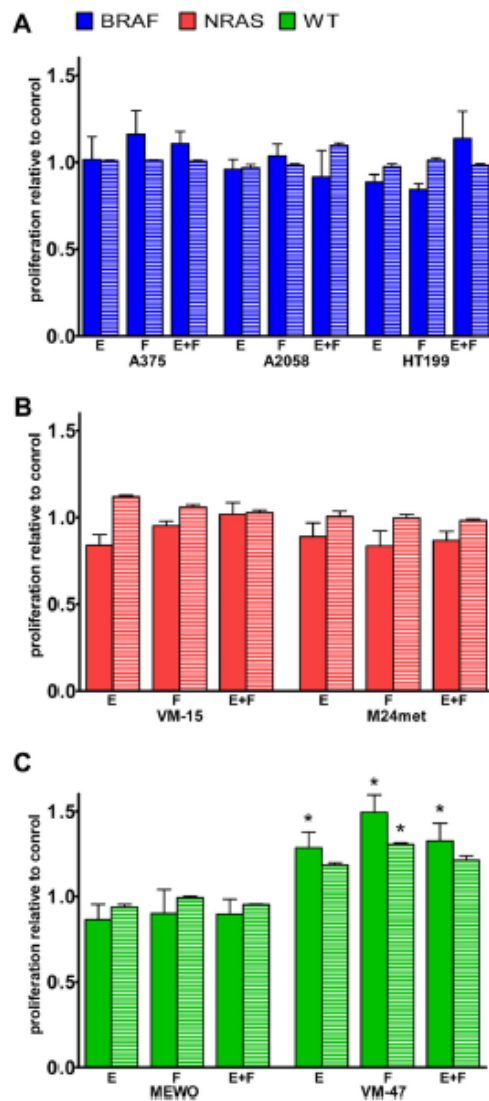 A BRAF NRAS WT
proliferation relative to conrol
1.5
1.0
0.5
0.0
E F E+F E F E+F E F E+F
A375 A2058 HT199
B
proliferation relative to conrol
1.5
1.0
0.5
0.0
E F E+F E F E+F
VM-15 M24met
C
proliferation relative to conrol
1.5
1.0
0.5
0.0
* * * *
E F E+F E F E+F
MEWO VM-47